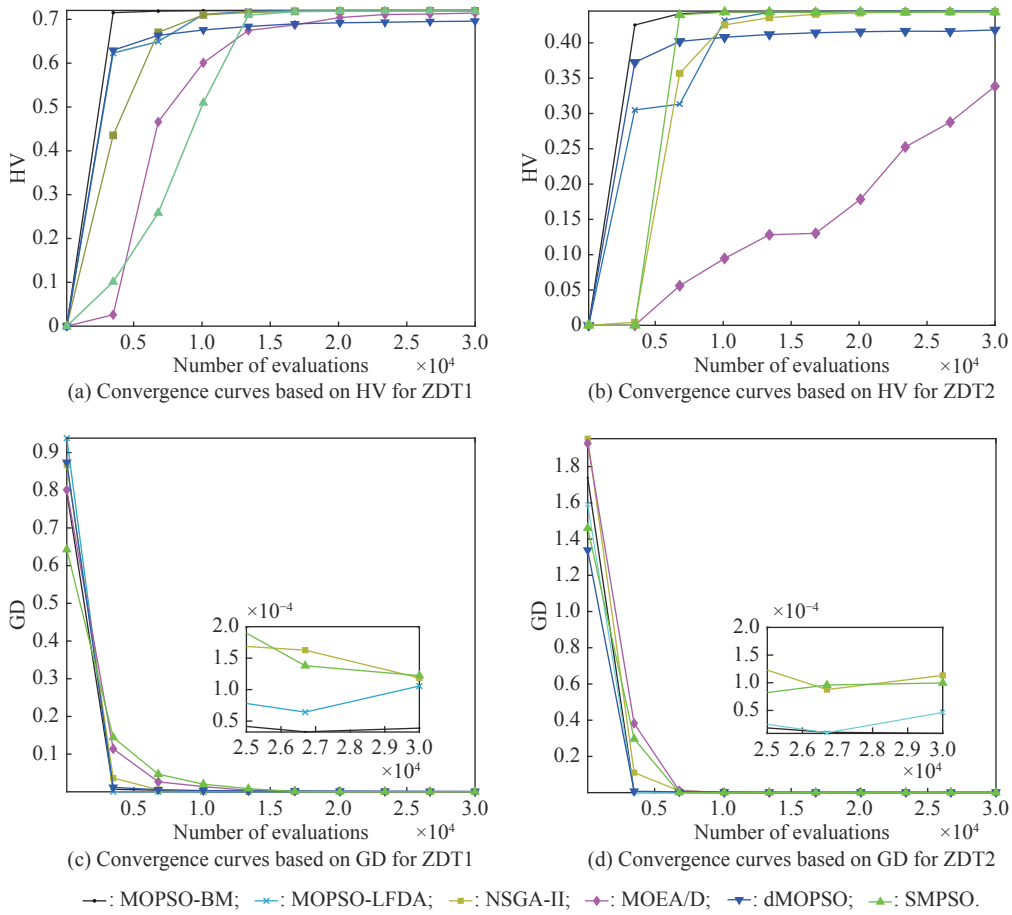 0.7
0.6
0.5
0.4
0.3
0.2
0.1
0
HV
0.5 1.0 1.5 2.0 2.5 3.0
Number of evaluations ×10⁴
(a) Convergence curves based on HV for ZDT1
0.40
0.35
0.30
0.25
0.20
0.15
0.10
0.05
0
HV
0.5 1.0 1.5 2.0 2.5 3.0
Number of evaluations ×10⁴
(b) Convergence curves based on HV for ZDT2
0.9
0.8
0.7
0.6
0.5
0.4
0.3
0.2
0.1
GD
×10⁻⁴
2.0
1.5
1.0
0.5
2.5 2.7 2.9 3.0
×10⁴
0.5 1.0 1.5 2.0 2.5 3.0
Number of evaluations ×10⁴
(c) Convergence curves based on GD for ZDT1
1.8
1.6
1.4
1.2
1.0
0.8
0.6
0.4
0.2
GD
×10⁻⁴
2.0
1.5
1.0
0.5
2.5 2.7 2.9 3.0
×10⁴
0.5 1.0 1.5 2.0 2.5 3.0
Number of evaluations ×10⁴
(d) Convergence curves based on GD for ZDT2
: MOPSO-BM; : MOPSO-LFDA; : NSGA-II; : MOEA/D; : dMOPSO; : SMPSO.